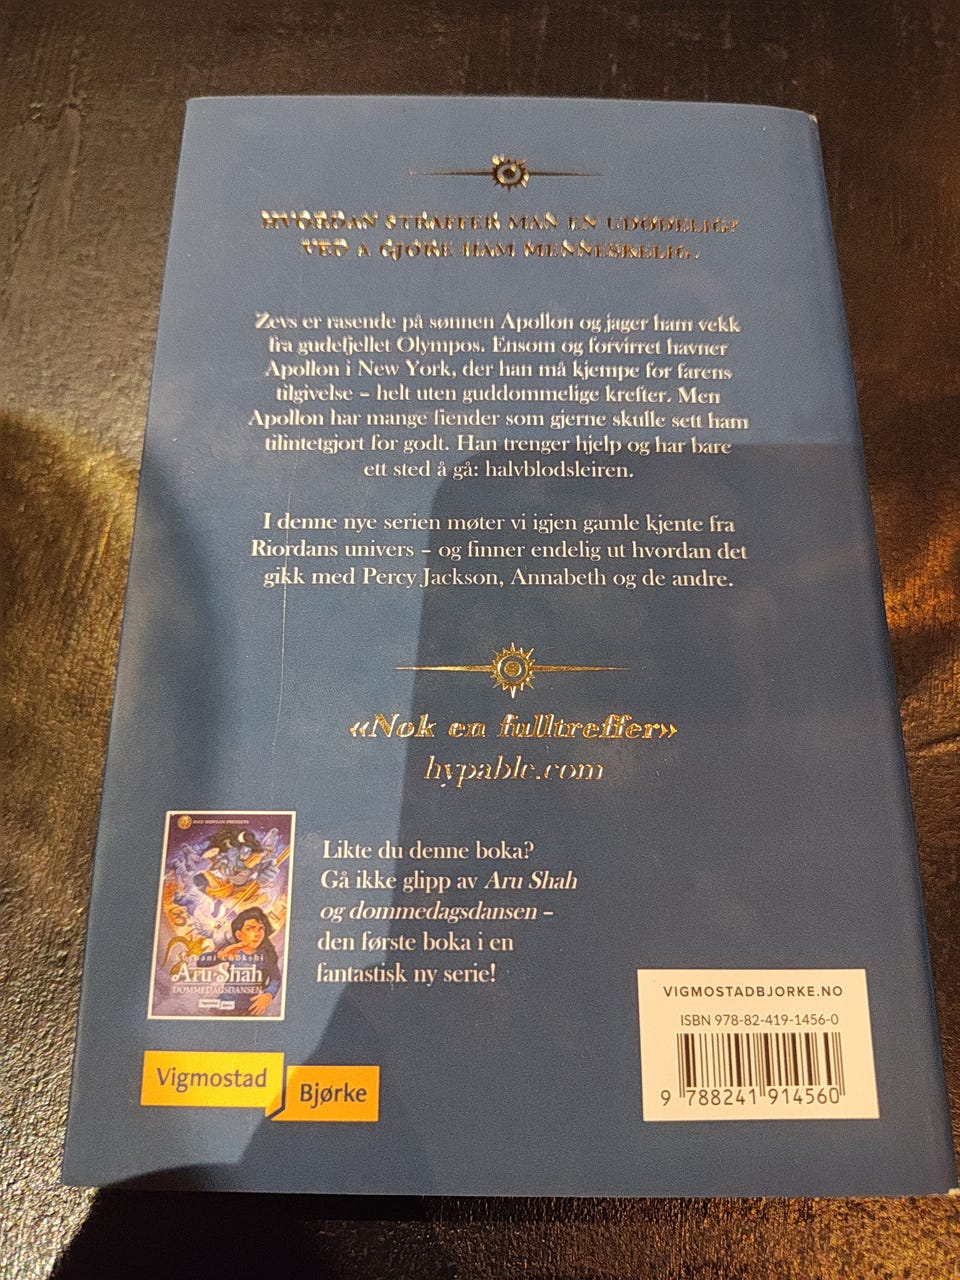 HVORDAN STRAFFER MAN EN UDØDELIG?
VED Å GJØRE HAM MENNESKELIG.
Zevs er rasende på sønnen Apollon og jager ham vekk
fra gudefjellet Olympos. Ensom og forvirret havner
Apollon i New York, der han må kjempe for farens
tilgivelse – helt uten guddommelige krefter. Men
Apollon har mange fiender som gjerne skulle sett ham
tilintetgjort for godt. Han trenger hjelp og har bare
ett sted å gå: halvblodsleiren.
I denne nye serien møter vi igjen gamle kjente fra
Riordans univers – og finner endelig ut hvordan det
gikk med Percy Jackson, Annabeth og de andre.
«Nok en fulltreffer»
hypable.com
RICK RIORDAN PRESENTS
Roshani Chokshi
Aru Shah
DOMMEDAGSDANSEN
Likte du denne boka?
Gå ikke glipp av Aru Shah
og dommedagsdansen –
den første boka i en
fantastisk ny serie!
Vigmostad
Bjørke
VIGMOSTADBJORKE.NO
ISBN 978-82-419-1456-0
9 788241 914560